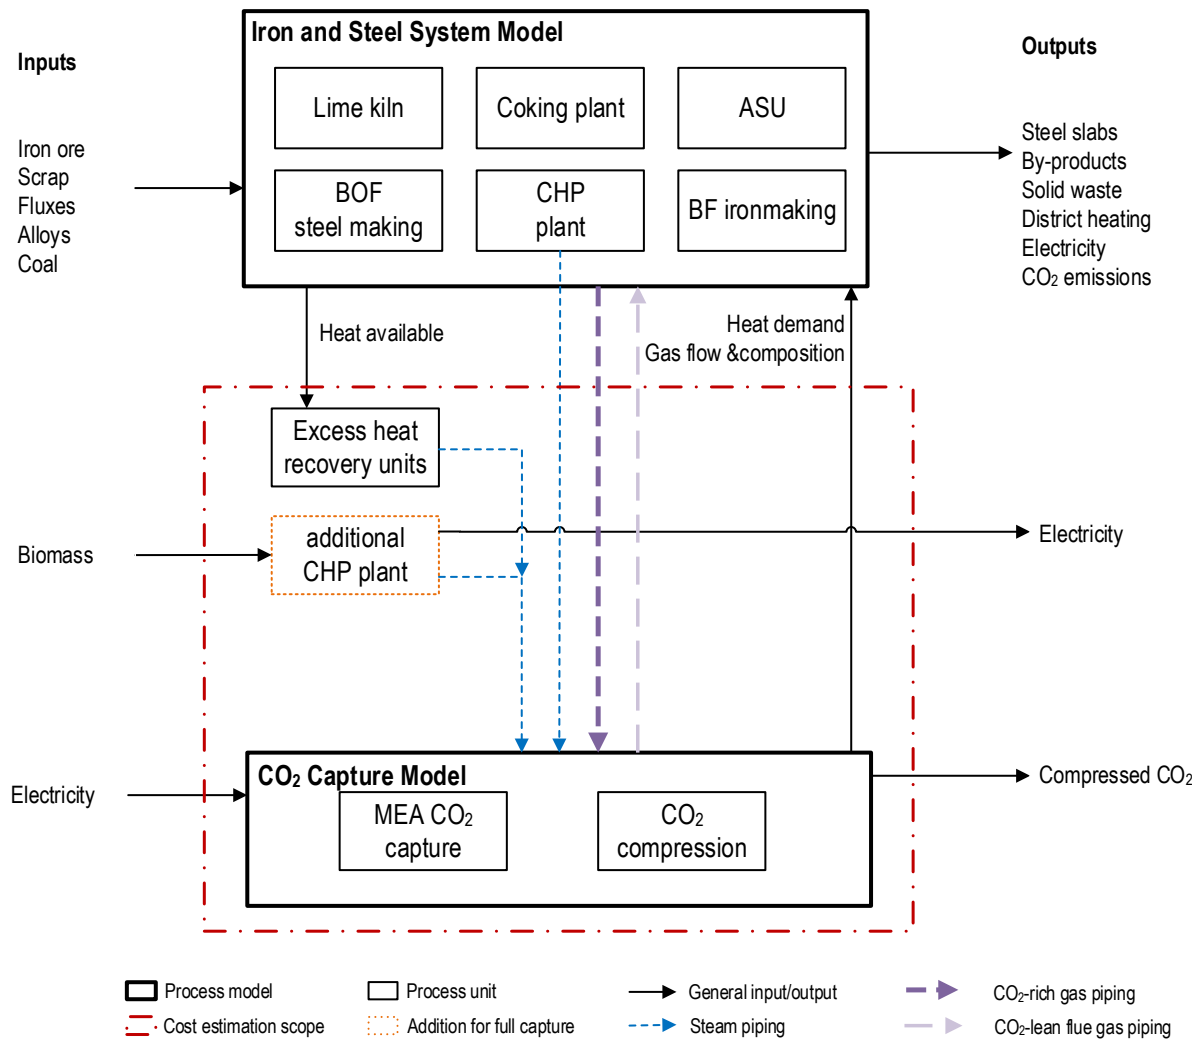 Iron and Steel System Model
Inputs
Outputs
Lime kiln
Coking plant
ASU
Iron ore
Scrap
Fluxes
Alloys
Coal
BOF
steel making
CHP
plant
BF ironmaking
Steel slabs
By-products
Solid waste
District heating
Electricity
CO₂ emissions
Heat available
Heat demand
Gas flow &composition
Excess heat
recovery units
Biomass
additional
CHP plant
Electricity
Electricity
CO₂ Capture Model
MEA CO₂
capture
CO₂
compression
Compressed CO₂
Process model
Process unit
General input/output
CO₂-rich gas piping
Cost estimation scope
Addition for full capture
Steam piping
CO₂-lean flue gas piping